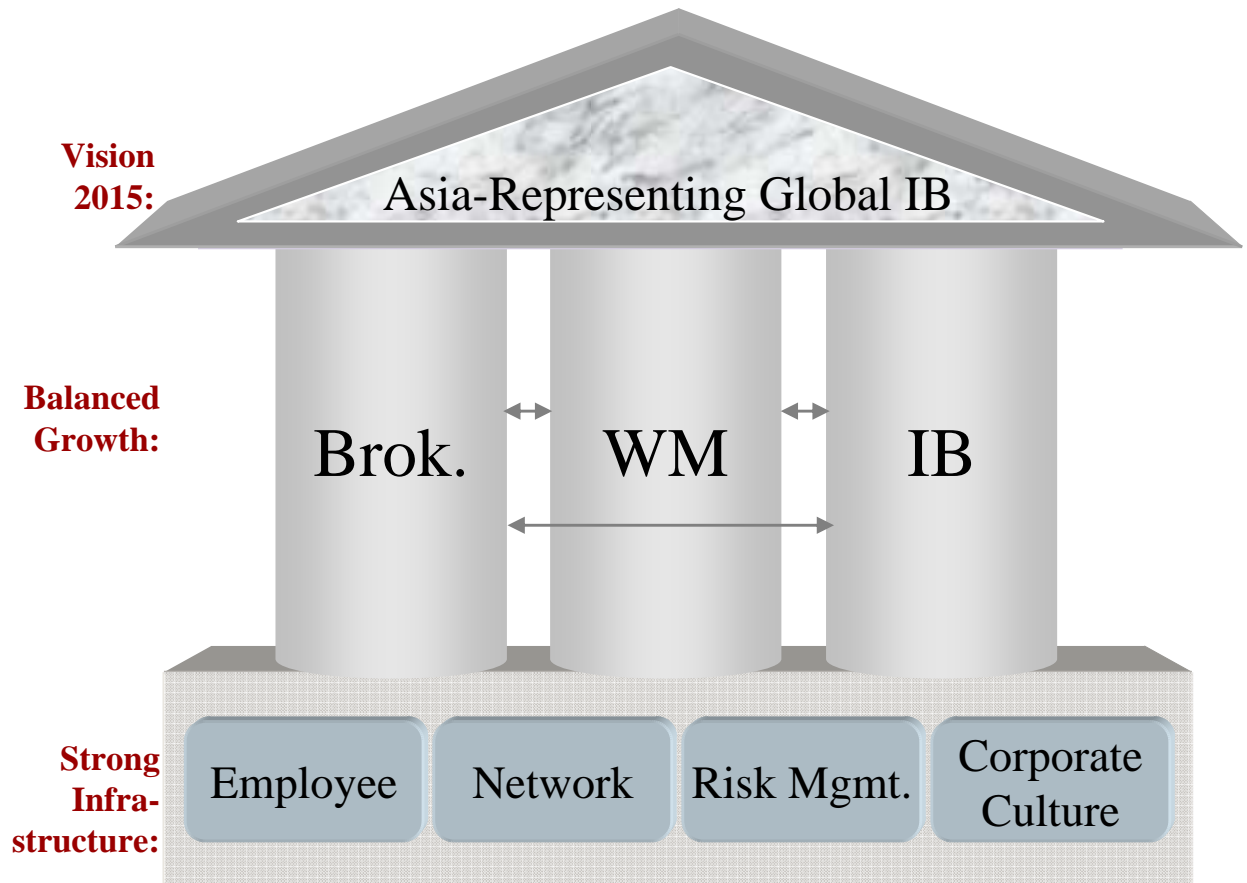 Vision
2015:
Asia-Representing Global IB
Balanced
Growth:
Brok.
WM
IB
Strong
Infra-
structure:
Employee
Network
Risk Mgmt.
Corporate
Culture